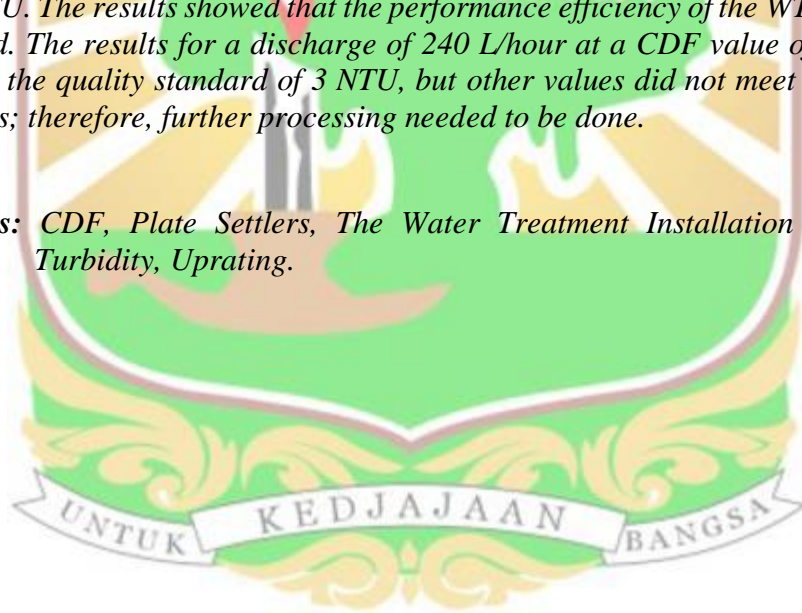 U. The results showed that the performance efficiency of the WT
d. The results for a discharge of 240 L/hour at a CDF value o
the quality standard of 3 NTU, but other values did not meet
s; therefore, further processing needed to be done.
s: CDF, Plate Settlers, The Water Treatment Installation
Turbidity, Uprating.
UNTUK KEDJAJAAN BANGSA